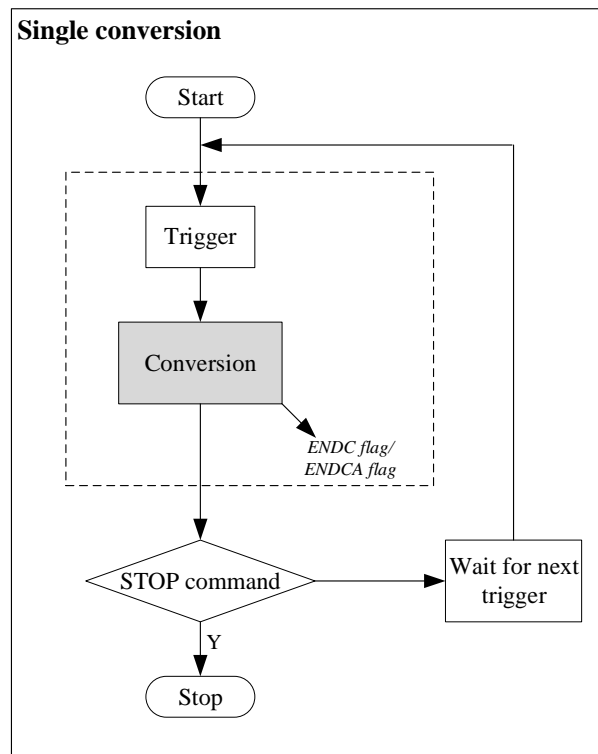 Single conversion
Start
Trigger
Conversion
ENDC flag/
ENDCA flag
STOP command
Wait for next
trigger
Y
Stop